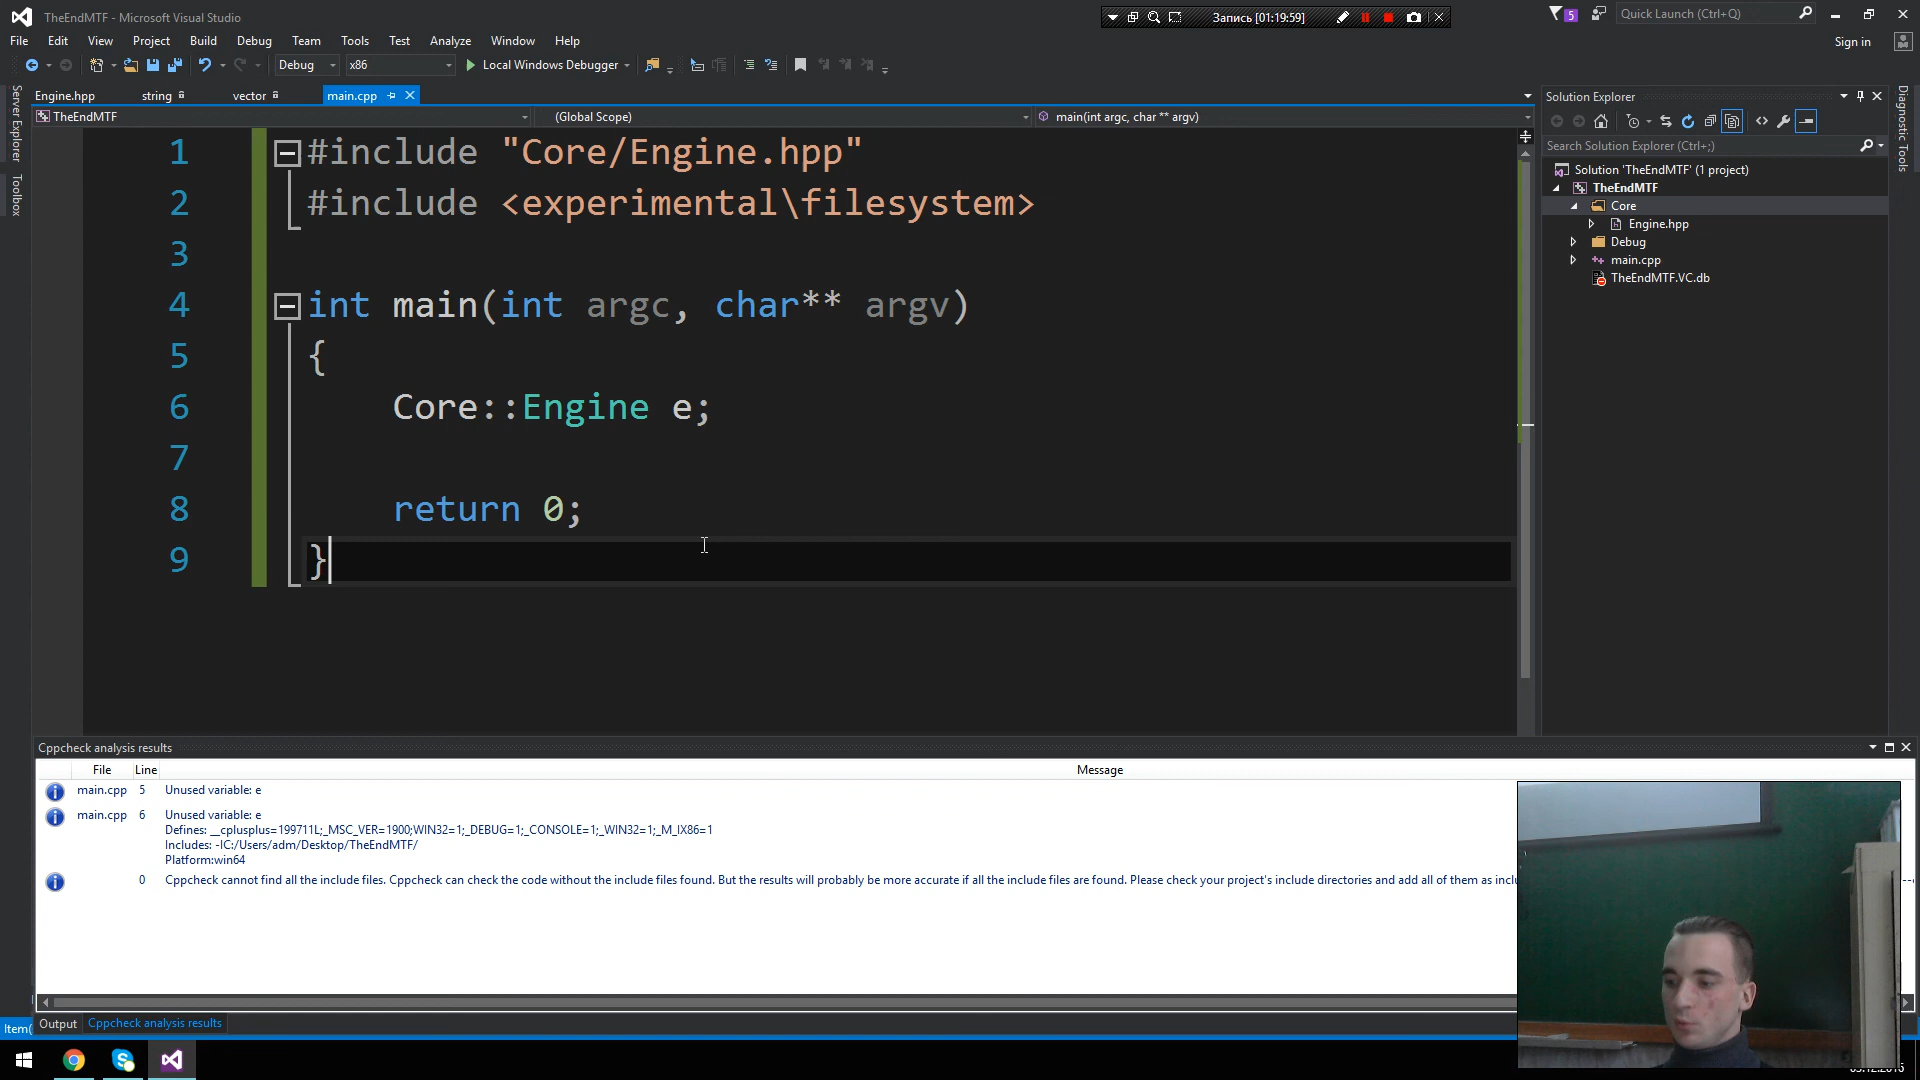 TheEndMTF - Microsoft Visual Studio
Запись [01:19:59]
5
Quick Launch (Ctrl+Q)
File Edit View Project Build Debug Team Tools Test Analyze Window Help
Sign in
Debug x86 Local Windows Debugger
Server Explorer
Toolbox
Engine.hpp string vector main.cpp
TheEndMTF (Global Scope) main(int argc, char ** argv)
1 #include "Core/Engine.hpp"
2 #include <experimental\filesystem>
3
4 int main(int argc, char** argv)
5 {
6 Core::Engine e;
7
8 return 0;
9 }
Solution Explorer
Search Solution Explorer (Ctrl+;)
Solution 'TheEndMTF' (1 project)
TheEndMTF
Core
Engine.hpp
Debug
main.cpp
TheEndMTF.VC.db
Diagnostic Tools
Cppcheck analysis results
File Line Message
main.cpp 5 Unused variable: e
main.cpp 6 Unused variable: e
Defines: __cplusplus=199711L;_MSC_VER=1900;WIN32=1;_DEBUG=1;_CONSOLE=1;_WIN32=1;_M_IX86=1
Includes: -IC:/Users/adm/Desktop/TheEndMTF/
Platform:win64
0 Cppcheck cannot find all the include files. Cppcheck can check the code without the include files found. But the results will probably be more accurate if all the include files are found. Please check your project's include directories and add all of them as
Output Cppcheck analysis results
Item(